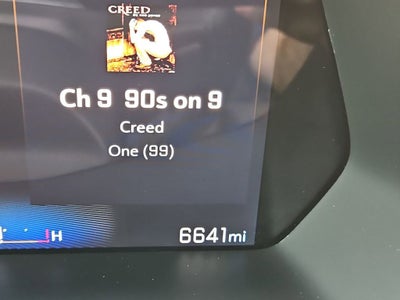 CREED
Ch 9 90s on 9
Creed
One (99)
H
6641mi